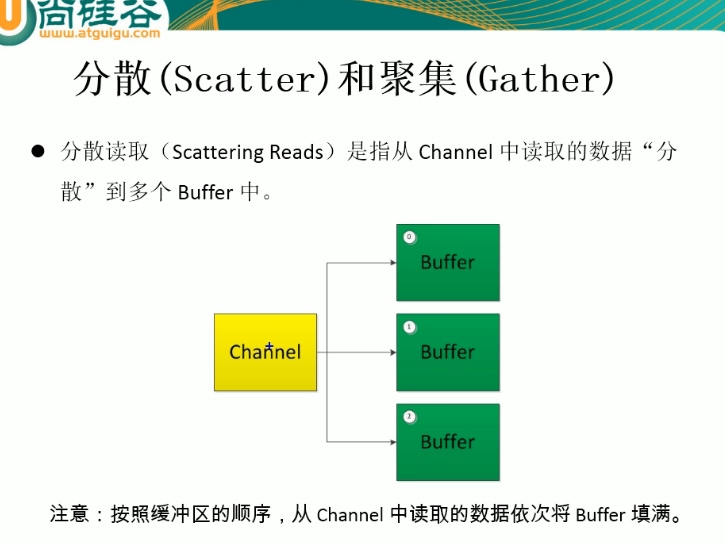 尚硅谷
www.atguigu.com
分散(Scatter)和聚集(Gather)
● 分散读取（Scattering Reads）是指从 Channel 中读取的数据“分
散”到多个 Buffer 中。
0
Buffer
Channel
1
Buffer
2
Buffer
注意：按照缓冲区的顺序，从 Channel 中读取的数据依次将 Buffer 填满。